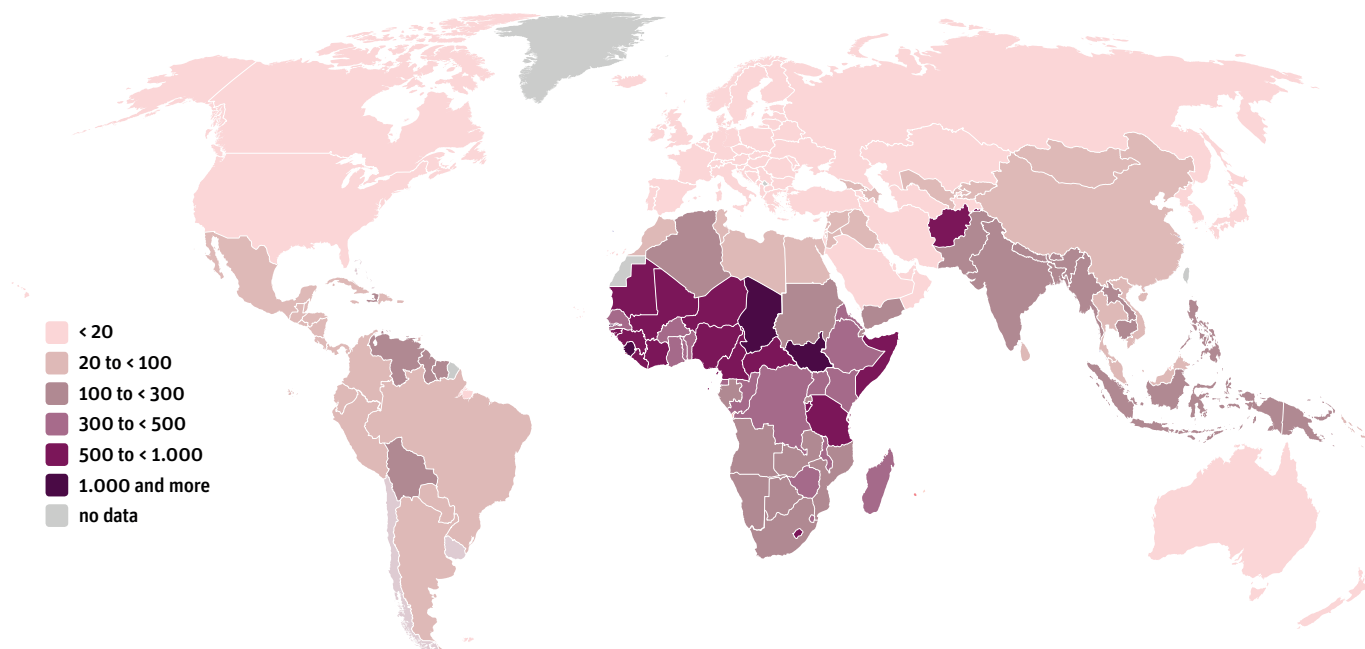 < 20
20 to < 100
100 to < 300
300 to < 500
500 to < 1.000
1.000 and more
no data